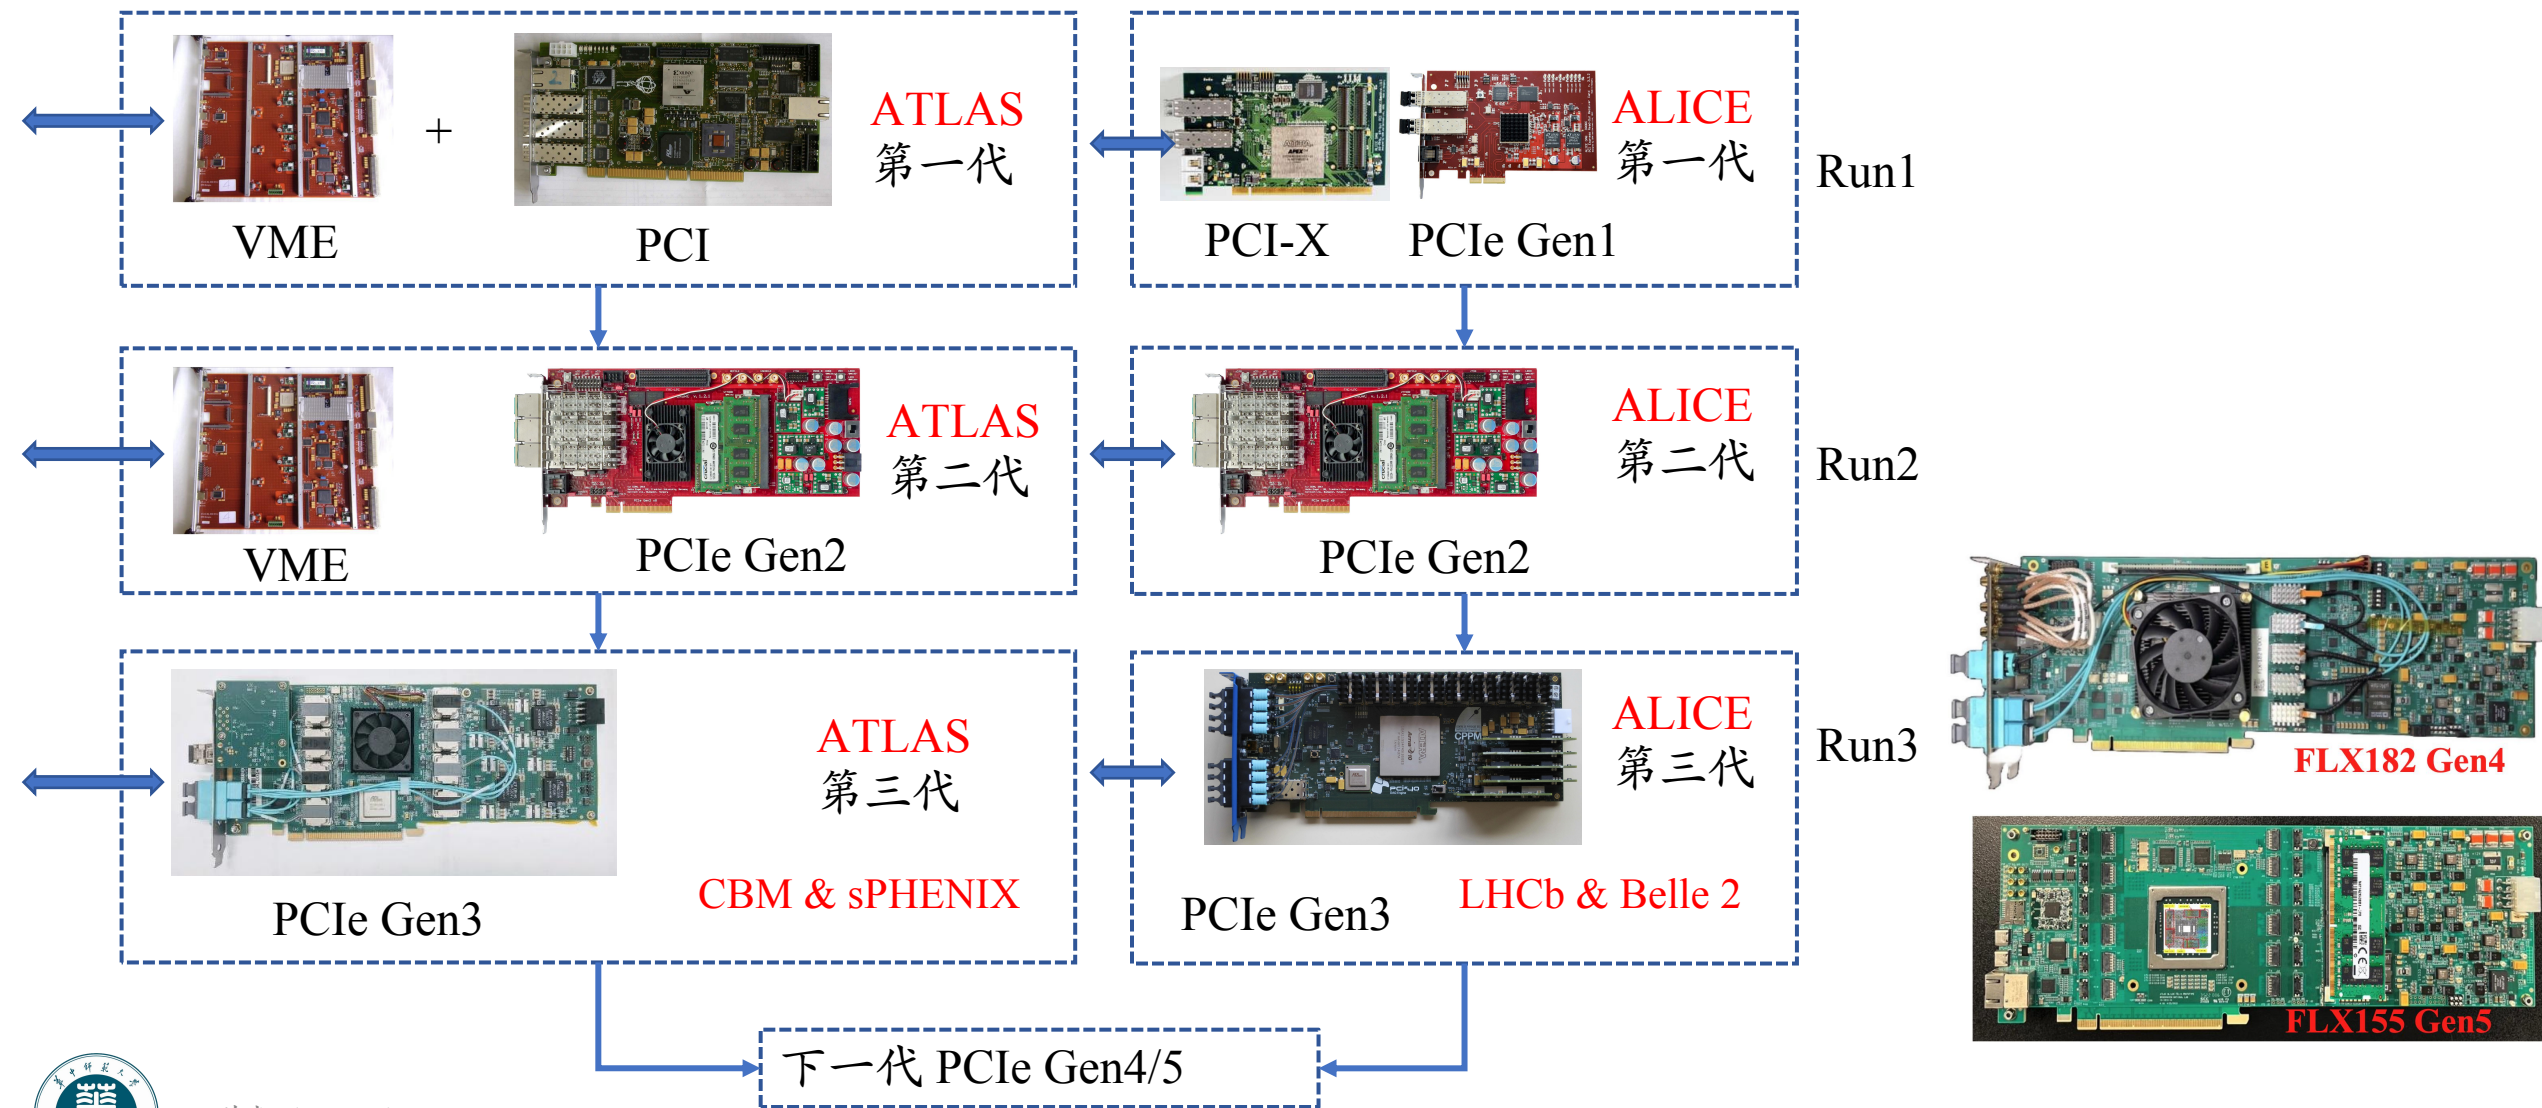 VME
+
PCI
ATLAS
第一代
PCI-X
PCIe Gen1
ALICE
第一代
Run1
VME
PCIe Gen2
ATLAS
第二代
PCIe Gen2
ALICE
第二代
Run2
PCIe Gen3
ATLAS
第三代
CBM & sPHENIX
PCIe Gen3
ALICE
第三代
LHCb & Belle 2
Run3
FLX182 Gen4
FLX155 Gen5
下一代 PCIe Gen4/5